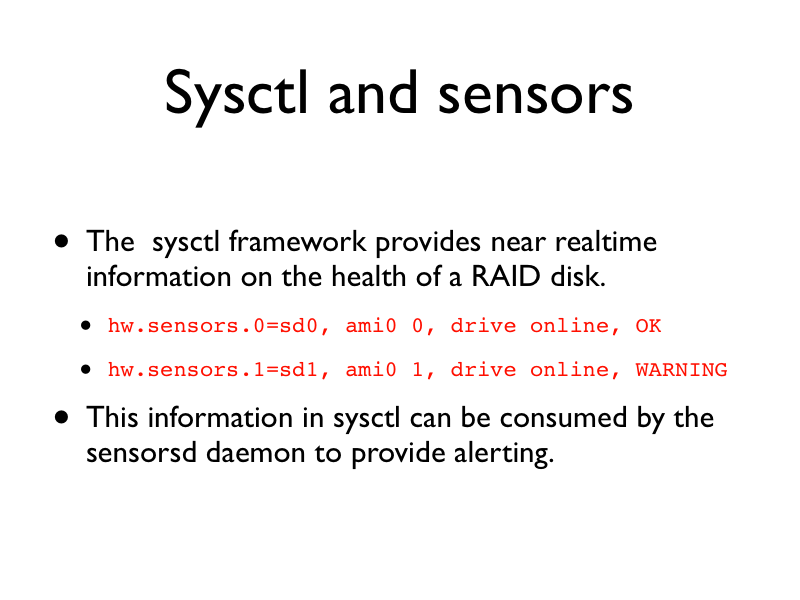 Sysctl and sensors
• The  sysctl framework provides near realtime
information on the health of a RAID disk.
• hw.sensors.0=sd0, ami0 0, drive online, OK
• hw.sensors.1=sd1, ami0 1, drive online, WARNING
• This information in sysctl can be consumed by the
sensorsd daemon to provide alerting.